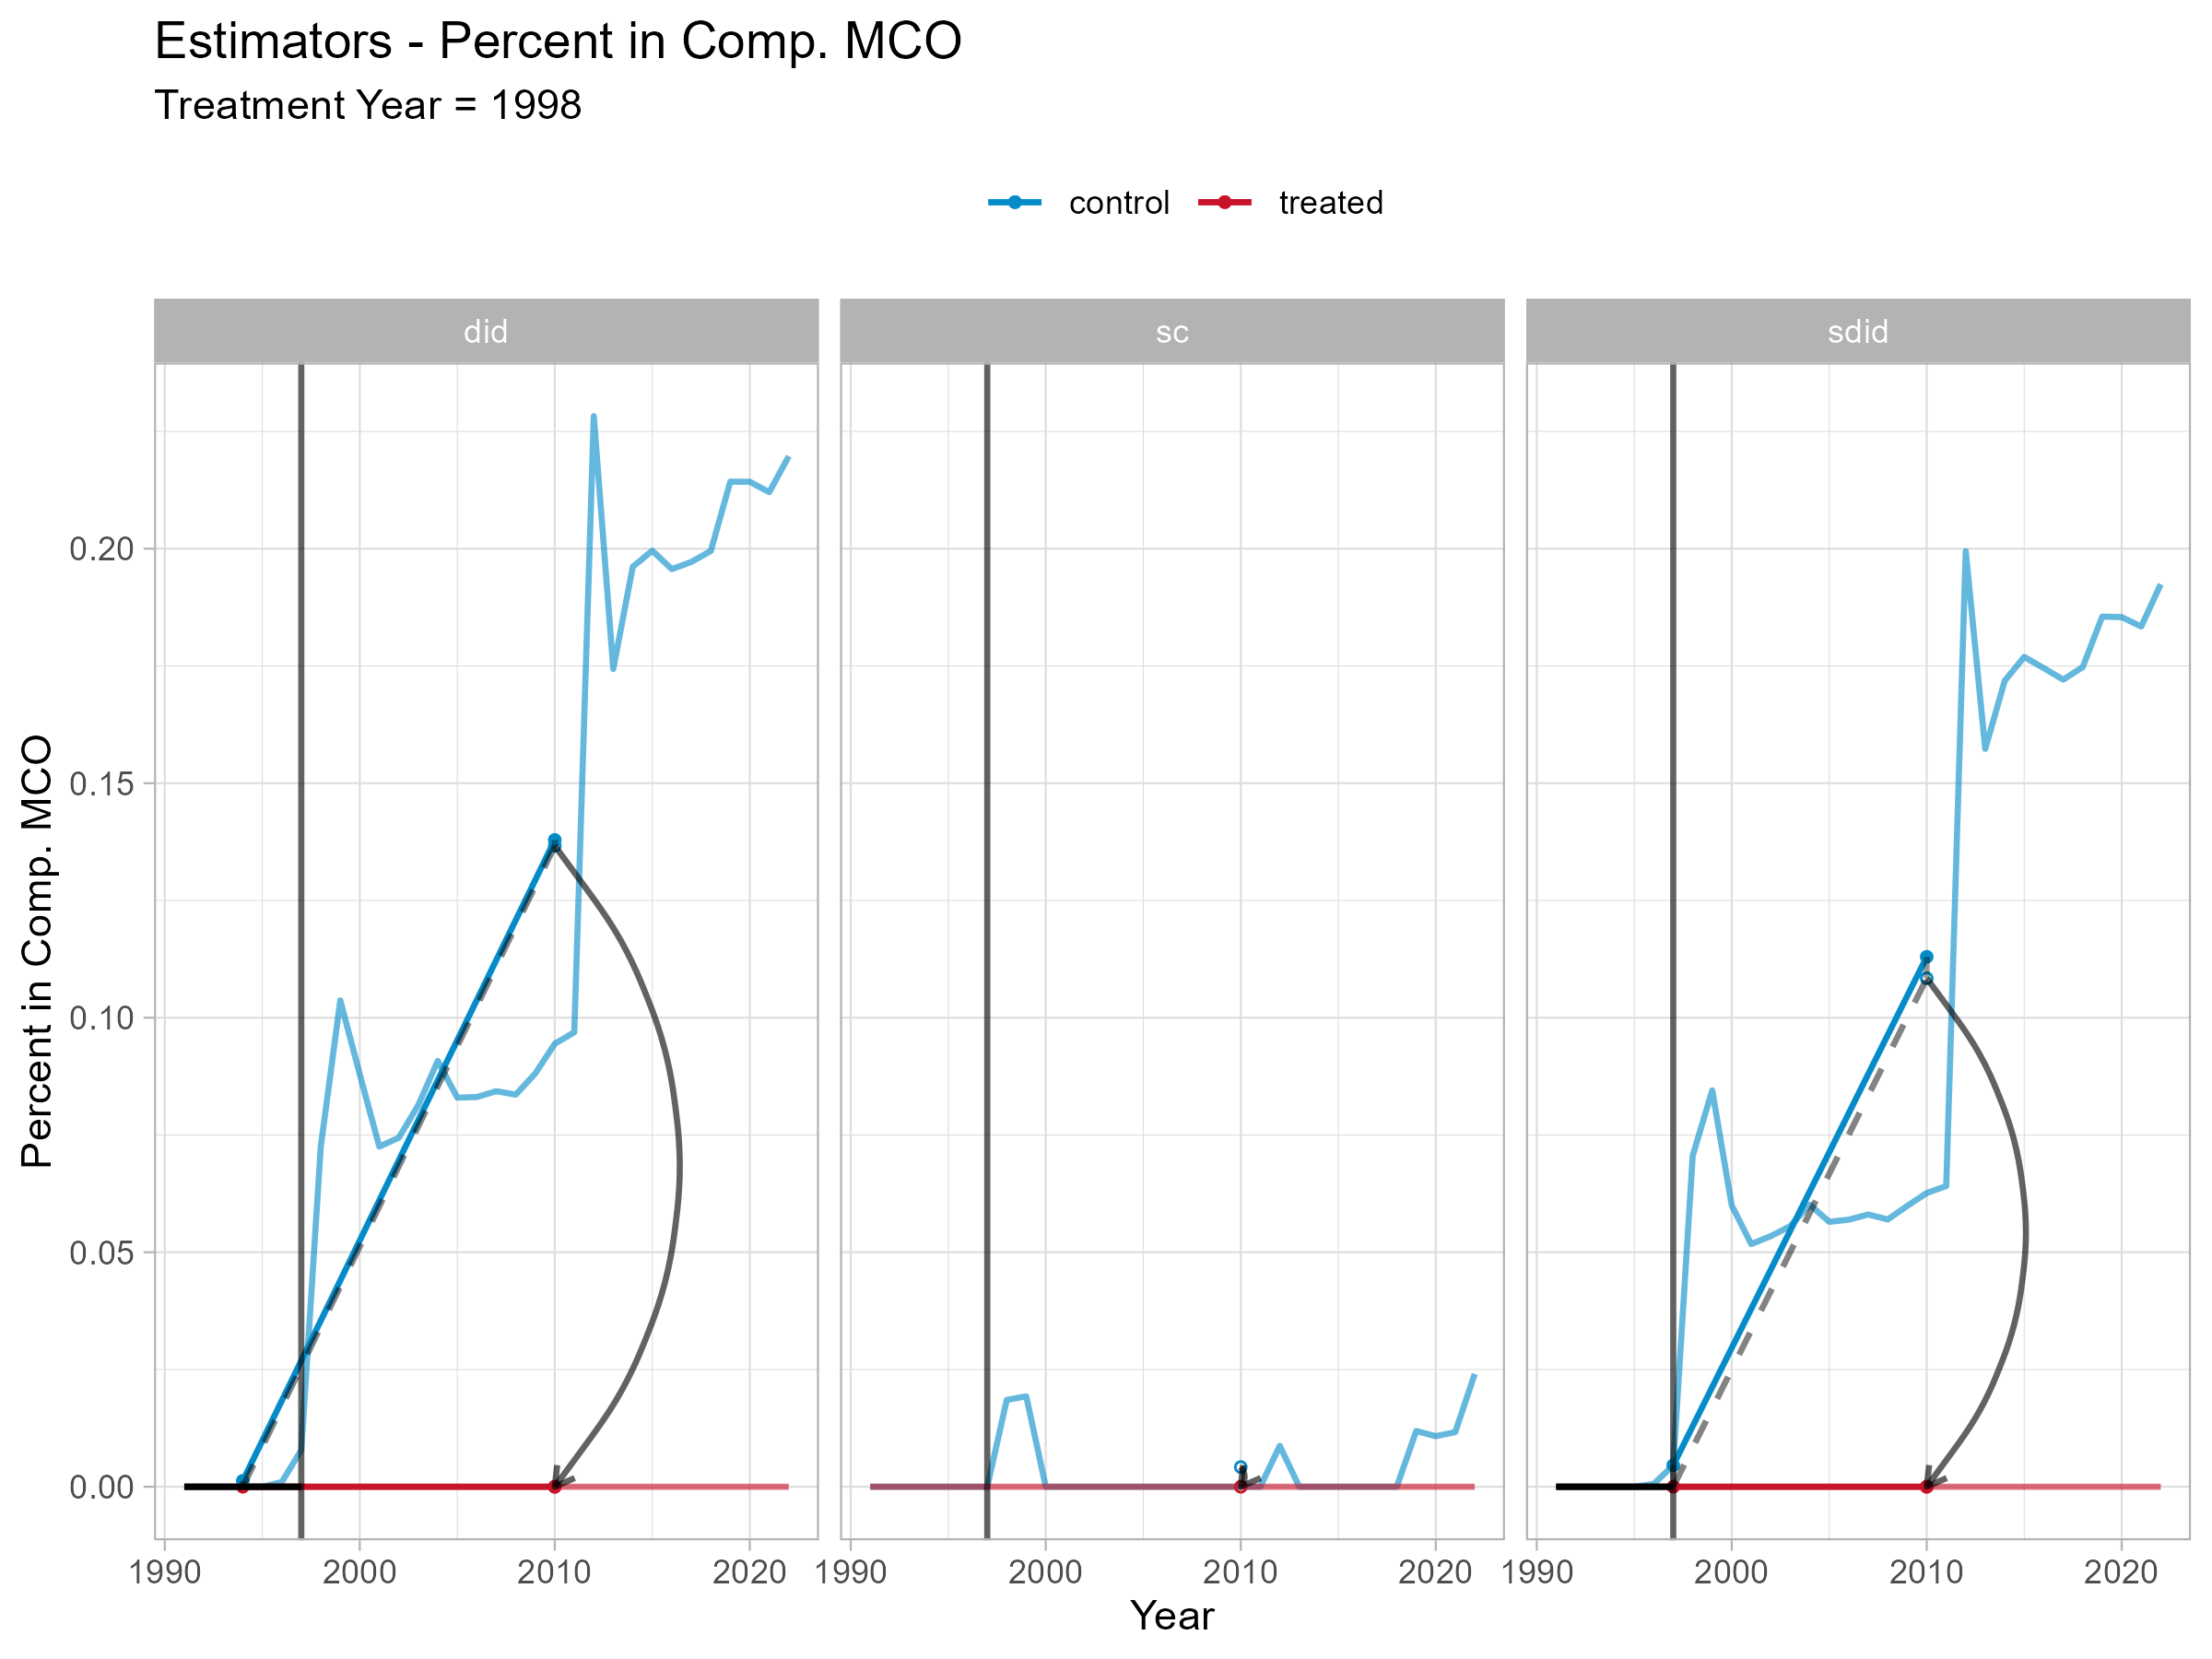 Estimators - Percent in Comp. MCO
Treatment Year = 1998
control treated
did sc sdid
Percent in Comp. MCO
0.20
0.15
0.10
0.05
0.00
1990 2000 2010 2020 1990 2000 2010 2020 1990 2000 2010 2020
Year